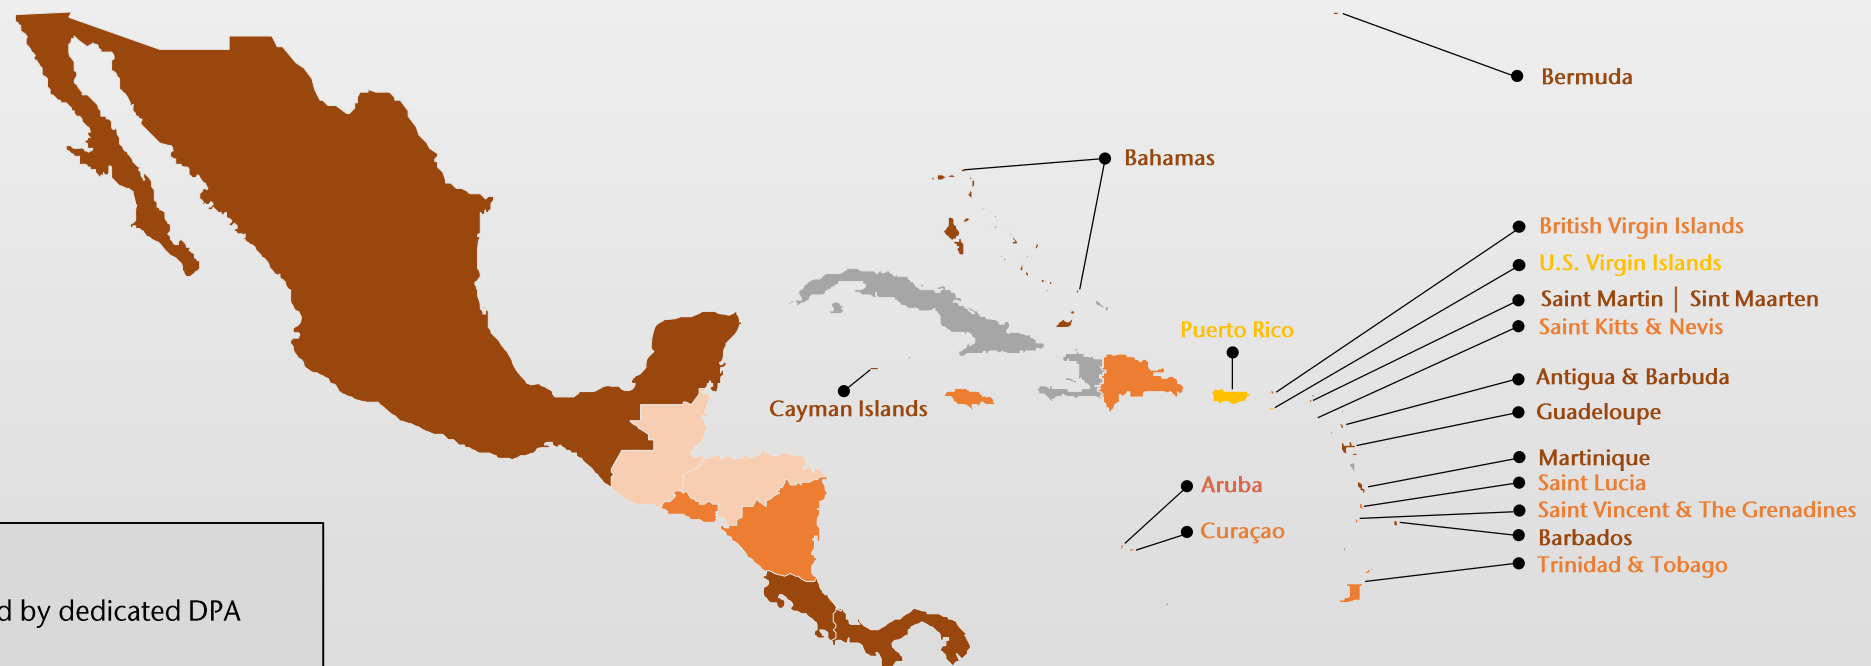 Bermuda
Bahamas
British Virgin Islands
U.S. Virgin Islands
Saint Martin | Sint Maarten
Puerto Rico
Saint Kitts & Nevis
Antigua & Barbuda
Cayman Islands
Guadeloupe
Martinique
Aruba
Saint Lucia
Saint Vincent & The Grenadines
Curaçao
Barbados
Trinidad & Tobago
by dedicated DPA